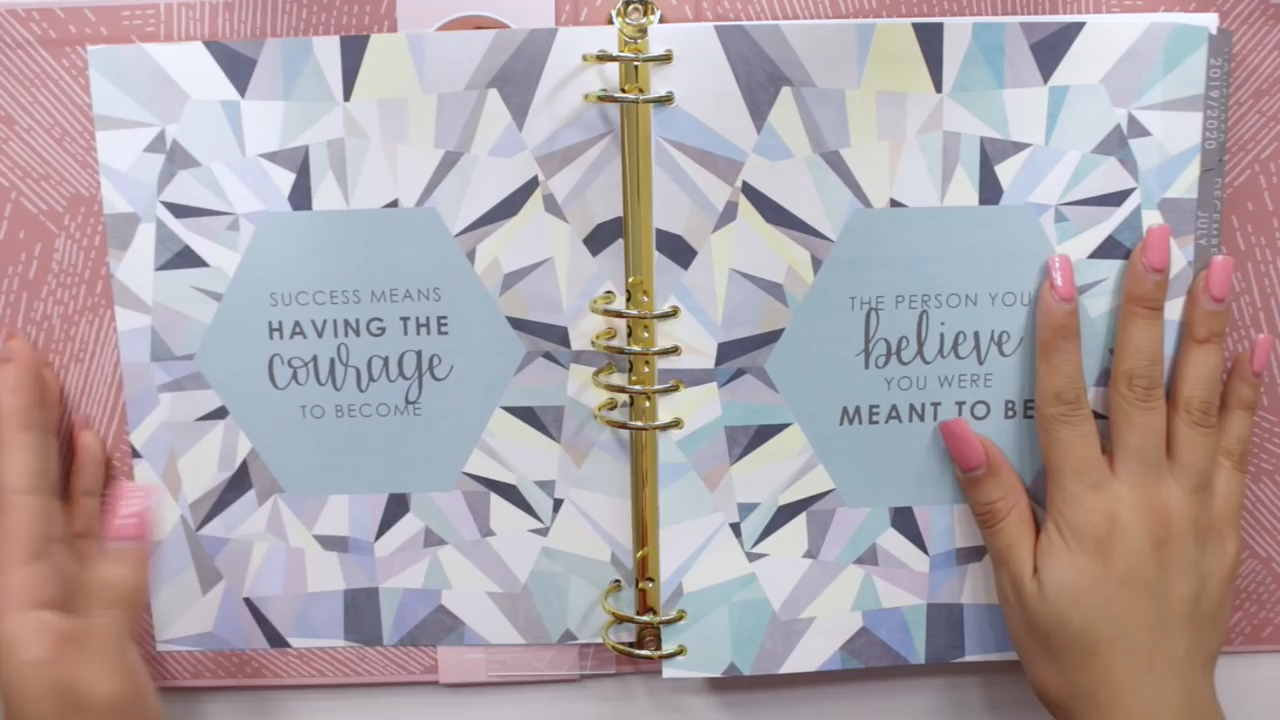 SUCCESS MEANS
HAVING THE
courage
TO BECOME
THE PERSON YOU
believe
YOU WERE
MEANT TO BE
2019/2020
JULY